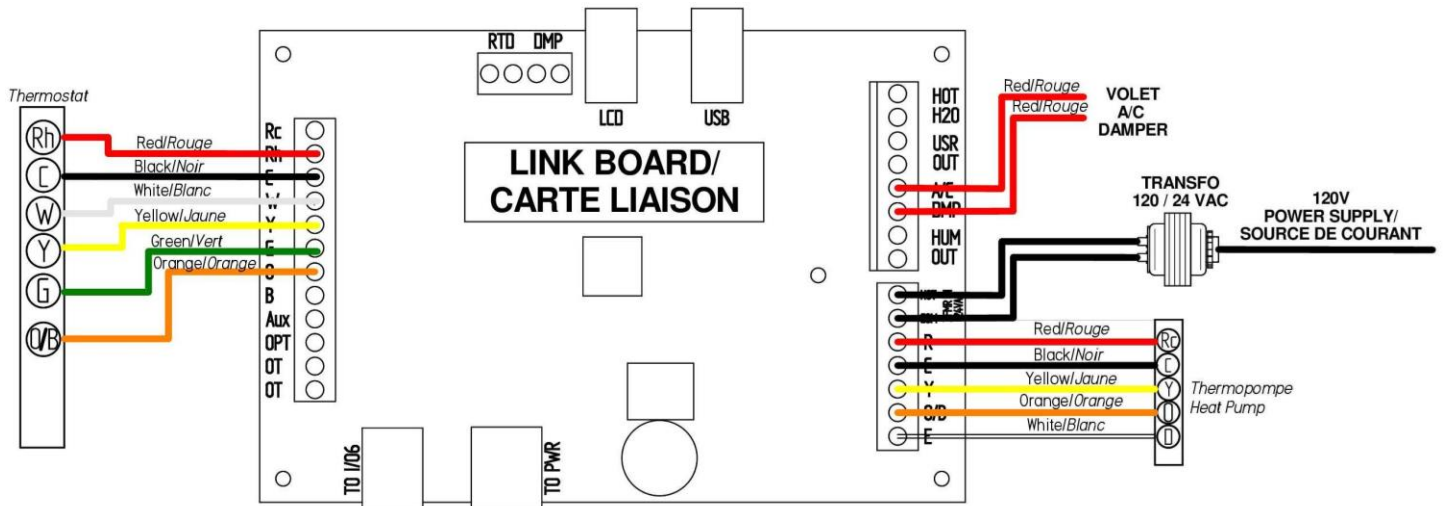 RTD DMP
LCD
USB
Thermostat
Rh
C
W
Y
G
O/B
Red/Rouge
Black/Noir
White/Blanc
Yellow/Jaune
Green/Vert
Orange/Orange
Rc
Rh
C
W
Y
G
O
B
Aux
OPT
OT
OT
LINK BOARD/
CARTE LIAISON
TO I/O6
TO PWR
HOT
H2O
USR
OUT
A/C
DMP
HUM
OUT
R
C
Y
O/B
Red/Rouge
Red/Rouge
VOLET
A/C
DAMPER
TRANSFO
120 / 24 VAC
120V
POWER SUPPLY/
SOURCE DE COURANT
Red/Rouge
Black/Noir
Yellow/Jaune
Orange/Orange
White/Blanc
Rc
C
Y
O
D
Thermopompe
Heat Pump